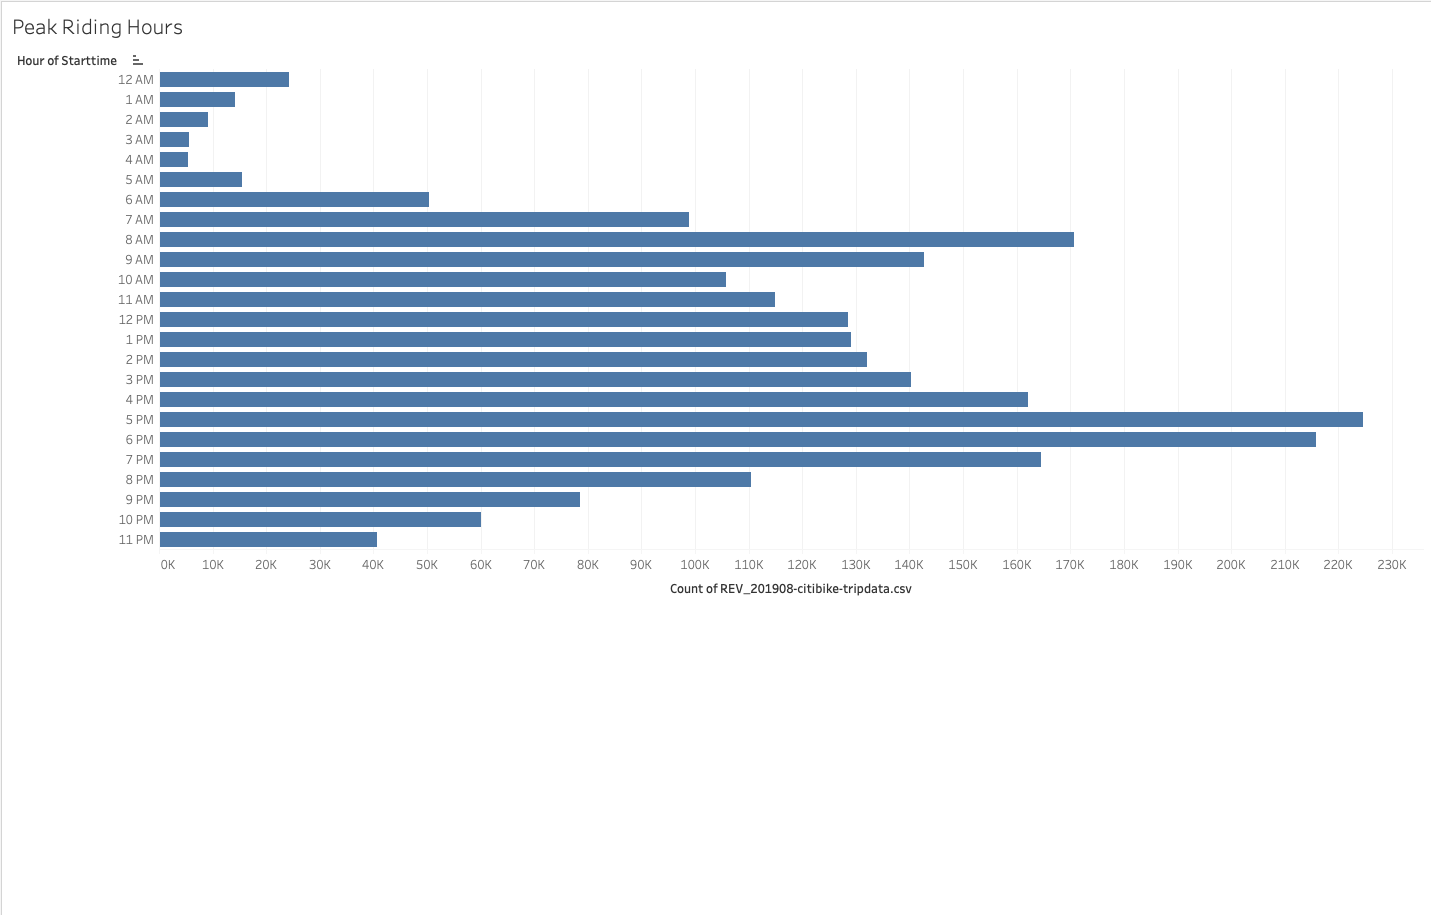 Peak Riding Hours
Hour of Starttime
12 AM
1 AM
2 AM
3 AM
4 AM
5 AM
6 AM
7 AM
8 AM
9 AM
10 AM
11 AM
12 PM
1 PM
2 PM
3 PM
4 PM
5 PM
6 PM
7 PM
8 PM
9 PM
10 PM
11 PM
0K 10K 20K 30K 40K 50K 60K 70K 80K 90K 100K 110K 120K 130K 140K 150K 160K 170K 180K 190K 200K 210K 220K 230K
Count of REV_201908-citibike-tripdata.csv